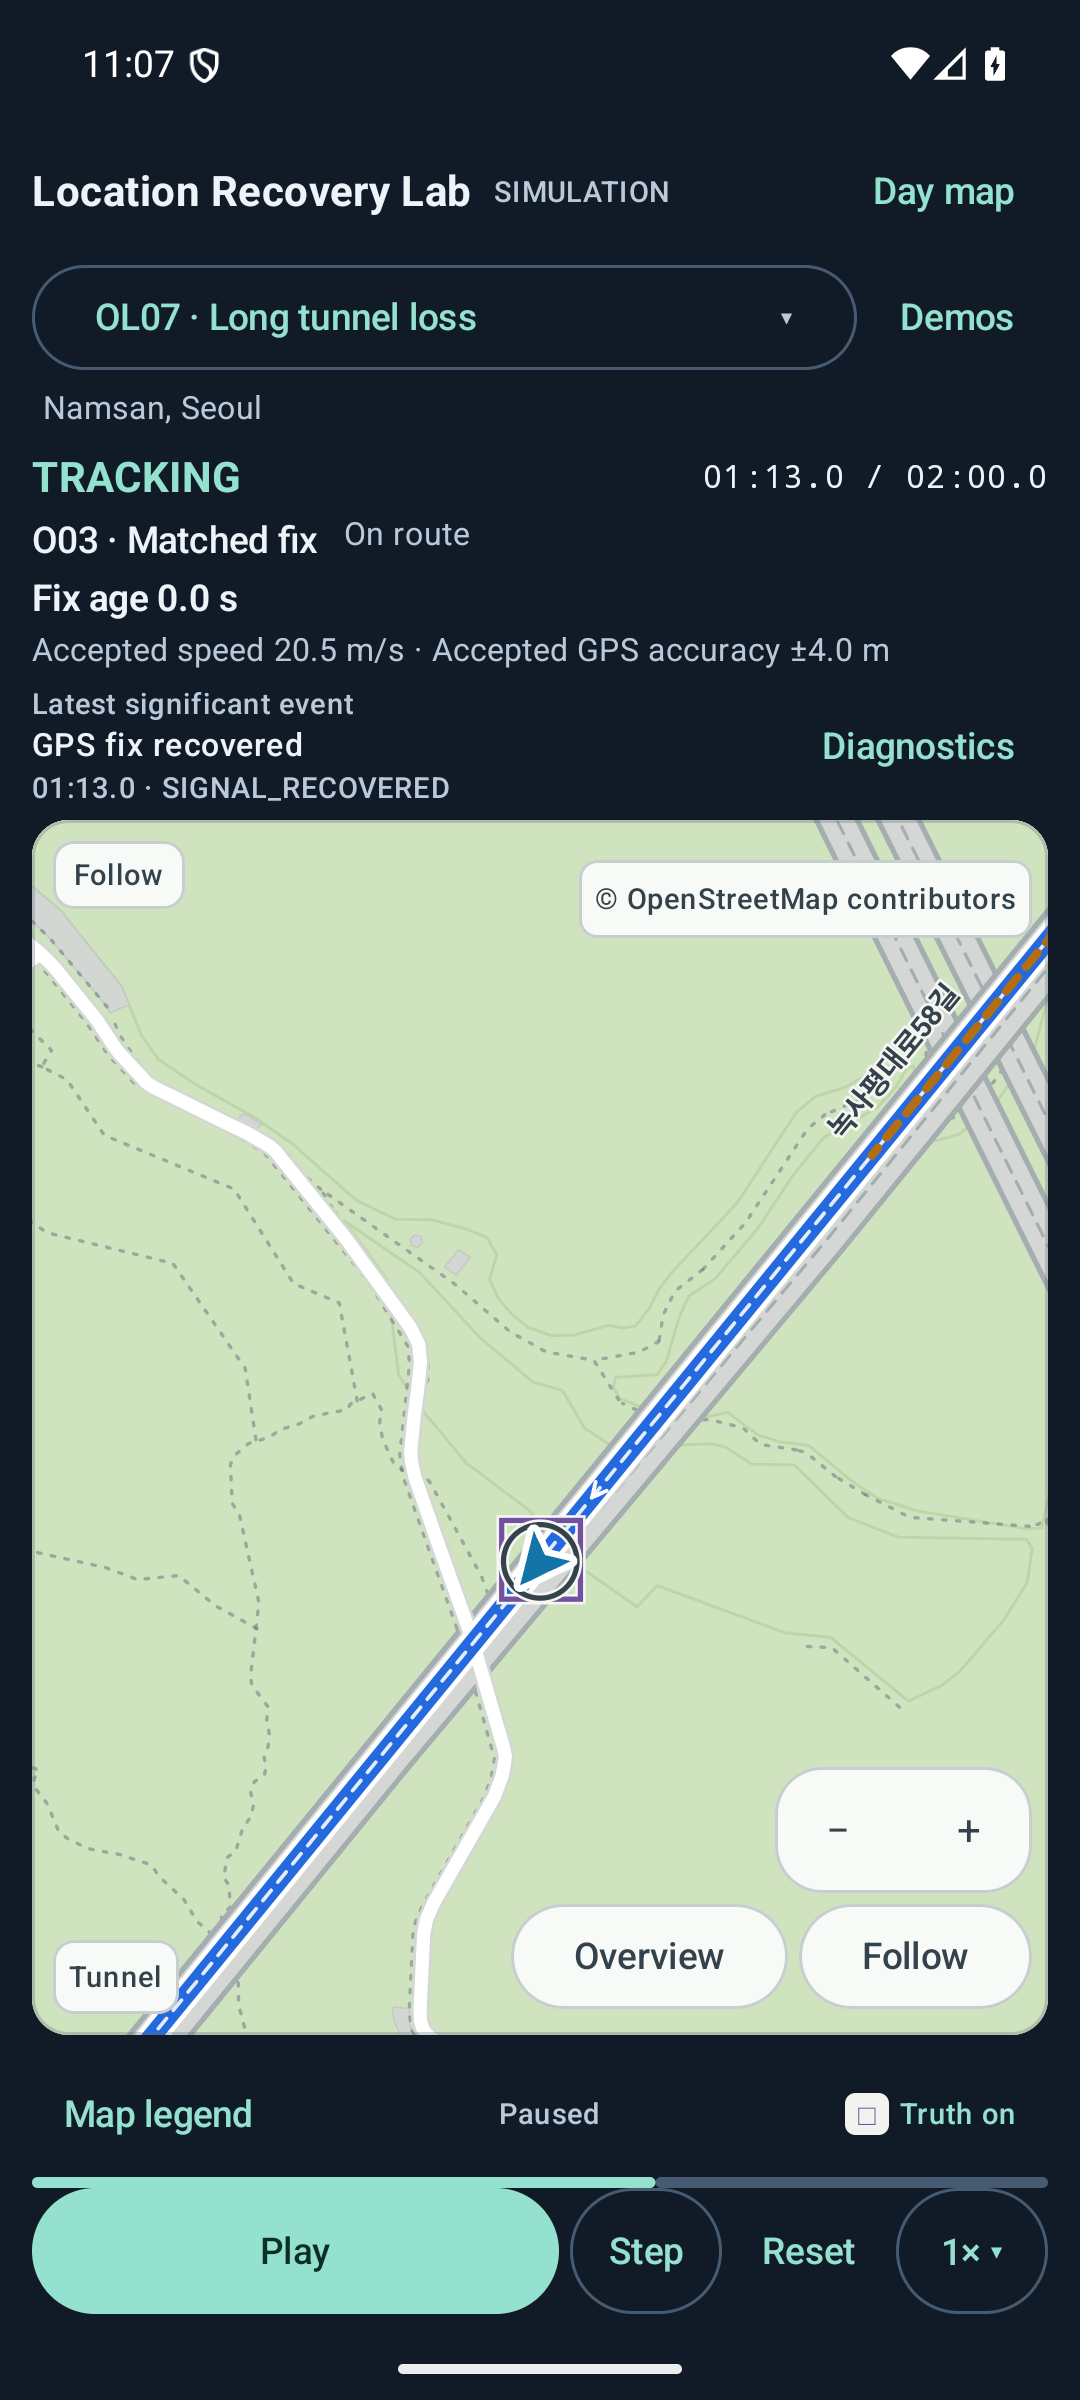 11:07
Location Recovery Lab SIMULATION Day map
OL07 · Long tunnel loss ▾ Demos
Namsan, Seoul
TRACKING 01:13.0 / 02:00.0
O03 · Matched fix On route
Fix age 0.0 s
Accepted speed 20.5 m/s · Accepted GPS accuracy ±4.0 m
Latest significant event
GPS fix recovered Diagnostics
01:13.0 · SIGNAL_RECOVERED
Follow
© OpenStreetMap contributors
녹사평대로58길
− +
Overview Follow
Tunnel
Map legend Paused Truth on
Play Step Reset 1× ▾